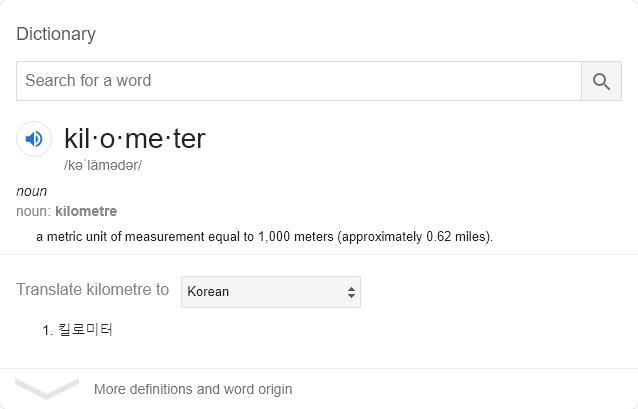 Dictionary
Search for a word
kil·o·me·ter
/kəˈlämədər/
noun
noun: kilometre
a metric unit of measurement equal to 1,000 meters (approximately 0.62 miles).
Translate kilometre to Korean
1. 킬로미터
More definitions and word origin